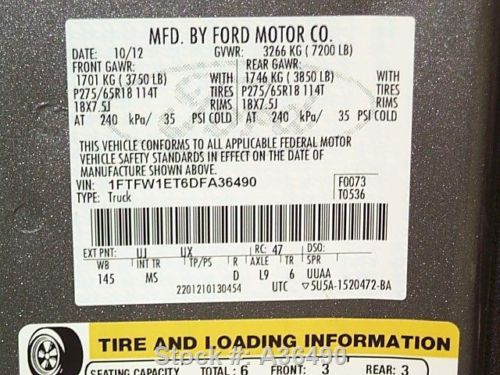 MFD. BY FORD MOTOR CO.
DATE: 10/12 GVWR: 3266 KG (7200 LB)
FRONT GAWR: REAR GAWR:
1701 KG (3750 LB) WITH 1746 KG (3850 LB) WITH
P275/65R18 114T TIRES P275/65R18 114T TIRES
18X7.5J RIMS 18X7.5J RIMS
AT 240 kPa/ 35 PSI COLD AT 240 kPa/ 35 PSI COLD
THIS VEHICLE CONFORMS TO ALL APPLICABLE FEDERAL MOTOR
VEHICLE SAFETY STANDARDS IN EFFECT ON THE DATE OF
MANUFACTURE SHOWN ABOVE.
VIN: 1FTFW1ET6DFA36490 F0073
TYPE: Truck T0536
EXT PNT: UJ UX RC: 47 DSO:
WB INT TR TP/PS R AXLE TR SPR
145 MS D L9 6 UUAA
2201210130454 UTC 5U5A-1520472-BA
TIRE AND LOADING INFORMATION
Stock #: A36490
SEATING CAPACITY TOTAL: 6 FRONT: 3 REAR: 3